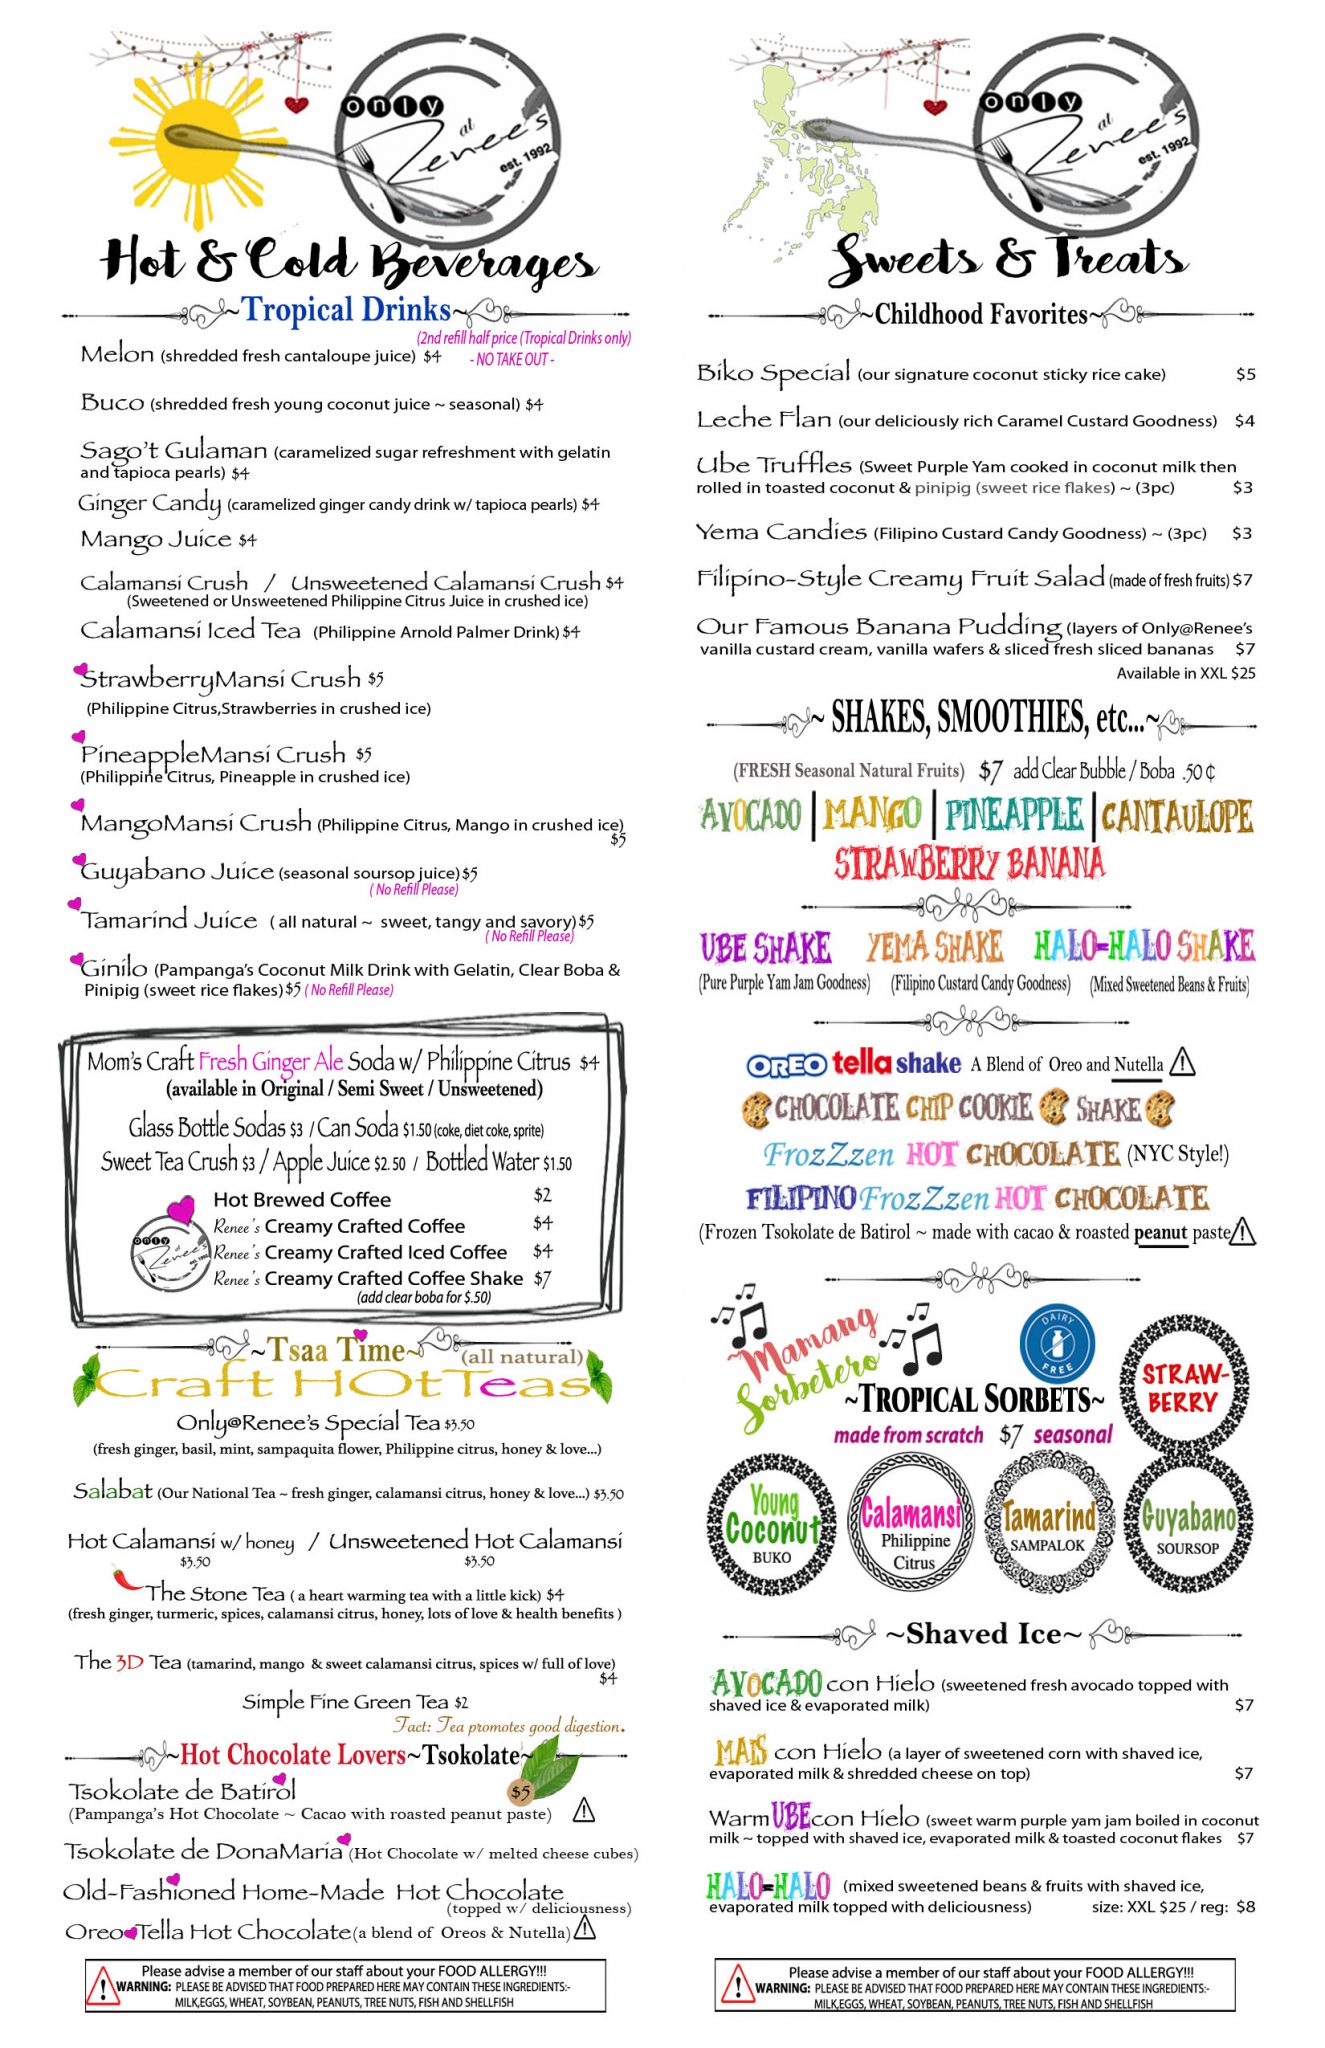 only
at
Renee's
est. 1992
Hot & Cold Beverages
~Tropical Drinks~
(2nd refill half price (Tropical Drinks only)
- NO TAKE OUT -
Melon (shredded fresh cantaloupe juice) $4
Buco (shredded fresh young coconut juice ~ seasonal) $4
Sago't Gulaman (caramelized sugar refreshment with gelatin
and tapioca pearls) $4
Ginger Candy (caramelized ginger candy drink w/ tapioca pearls) $4
Mango Juice $4
Calamansi Crush / Unsweetened Calamansi Crush $4
(Sweetened or Unsweetened Philippine Citrus Juice in crushed ice)
Calamansi Iced Tea (Philippine Arnold Palmer Drink) $4
StrawberryMansi Crush $5
(Philippine Citrus,Strawberries in crushed ice)
PineappleMansi Crush $5
(Philippine Citrus, Pineapple in crushed ice)
MangoMansi Crush (Philippine Citrus, Mango in crushed ice)
$5
Guyabano Juice (seasonal soursop juice) $5
( No Refill Please)
Tamarind Juice ( all natural ~ sweet, tangy and savory) $5
( No Refill Please)
Ginilo (Pampanga's Coconut Milk Drink with Gelatin, Clear Boba &
Pinipig (sweet rice flakes) $5 ( No Refill Please)
Mom's Craft Fresh Ginger Ale Soda w/ Philippine Citrus $4
(available in Original / Semi Sweet / Unsweetened)
Glass Bottle Sodas $3 / Can Soda $1.50 (coke, diet coke, sprite)
Sweet Tea Crush $3 / Apple Juice $2.50 / Bottled Water $1.50
only
at
Renee's
Hot Brewed Coffee $2
Renee's Creamy Crafted Coffee $4
Renee's Creamy Crafted Iced Coffee $4
Renee's Creamy Crafted Coffee Shake $7
(add clear boba for $.50)
~Tsaa Time~
(all natural)
Craft HOt Teas
Only@Renee's Special Tea $3.50
(fresh ginger, basil, mint, sampaquita flower, Philippine citrus, honey & love...)
Salabat (Our National Tea ~ fresh ginger, calamansi citrus, honey & love...) $3.50
Hot Calamansi w/ honey / Unsweetened Hot Calamansi
$3.50 $3.50
The Stone Tea ( a heart warming tea with a little kick) $4
(fresh ginger, turmeric, spices, calamansi citrus, honey, lots of love & health benefits )
The 3D Tea (tamarind, mango & sweet calamansi citrus, spices w/ full of love)
$4
Simple Fine Green Tea $2
Fact: Tea promotes good digestion.
~Hot Chocolate Lovers~Tsokolate~
Tsokolate de Batirol $5
(Pampanga's Hot Chocolate ~ Cacao with roasted peanut paste)
Tsokolate de DonaMaria (Hot Chocolate w/ melted cheese cubes)
Old-Fashioned Home-Made Hot Chocolate
(topped w/ deliciousness)
Oreo Tella Hot Chocolate (a blend of Oreos & Nutella)
Please advise a member of our staff about your FOOD ALLERGY!!!
WARNING: PLEASE BE ADVISED THAT FOOD PREPARED HERE MAY CONTAIN THESE INGREDIENTS:-
MILK,EGGS, WHEAT, SOYBEAN, PEANUTS, TREE NUTS, FISH AND SHELLFISH
only
at
Renee's
est. 1992
Sweets & Treats
~Childhood Favorites~
Biko Special (our signature coconut sticky rice cake) $5
Leche Flan (our deliciously rich Caramel Custard Goodness) $4
Ube Truffles (Sweet Purple Yam cooked in coconut milk then
rolled in toasted coconut & pinipig (sweet rice flakes) ~ (3pc) $3
Yema Candies (Filipino Custard Candy Goodness) ~ (3pc) $3
Filipino-Style Creamy Fruit Salad (made of fresh fruits) $7
Our Famous Banana Pudding (layers of Only@Renee's
vanilla custard cream, vanilla wafers & sliced fresh sliced bananas $7
Available in XXL $25
~ SHAKES, SMOOTHIES, etc...~
(FRESH Seasonal Natural Fruits) $7 add Clear Bubble / Boba .50 ¢
AVOCADO | MANGO | PINEAPPLE | CANTAULOPE
STRAWBERRY BANANA
UBE SHAKE YEMA SHAKE HALO-HALO SHAKE
(Pure Purple Yam Jam Goodness) (Filipino Custard Candy Goodness) (Mixed Sweetened Beans & Fruits)
OREO tella shake A Blend of Oreo and Nutella
CHOCOLATE CHIP COOKIE SHAKE
FrozZzen HOT CHOCOLATE (NYC Style!)
FILIPINO FrozZzen HOT CHOCOLATE
(Frozen Tsokolate de Batirol ~ made with cacao & roasted peanut paste
~Mamang
Sorbetero
DAIRY
FREE
~TROPICAL SORBETS~
made from scratch $7 seasonal
STRAW-
BERRY
Young
Coconut
BUKO
Calamansi
Philippine
Citrus
Tamarind
SAMPALOK
Guyabano
SOURSOP
~Shaved Ice~
AVOCADO con Hielo (sweetened fresh avocado topped with
shaved ice & evaporated milk) $7
MAIS con Hielo (a layer of sweetened corn with shaved ice,
evaporated milk & shredded cheese on top) $7
Warm UBE con Hielo (sweet warm purple yam jam boiled in coconut
milk ~ topped with shaved ice, evaporated milk & toasted coconut flakes $7
HALO-HALO (mixed sweetened beans & fruits with shaved ice,
evaporated milk topped with deliciousness) size: XXL $25 / reg: $8
Please advise a member of our staff about your FOOD ALLERGY!!!
WARNING: PLEASE BE ADVISED THAT FOOD PREPARED HERE MAY CONTAIN THESE INGREDIENTS:-
MILK,EGGS, WHEAT, SOYBEAN, PEANUTS, TREE NUTS, FISH AND SHELLFISH